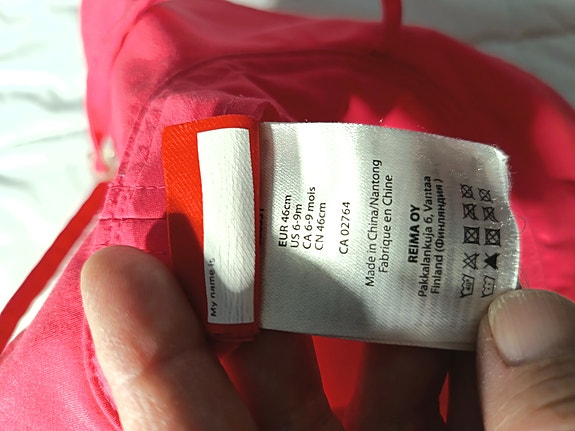 My name is
EUR 46cm
US 6-9m
CA 6-9 mois
CN 46cm
CA 02764
Made in China/Nantong
Fabrique en Chine
REIMA OY
Pakkalankuja 6, Vantaa
Finland (Финляндия)